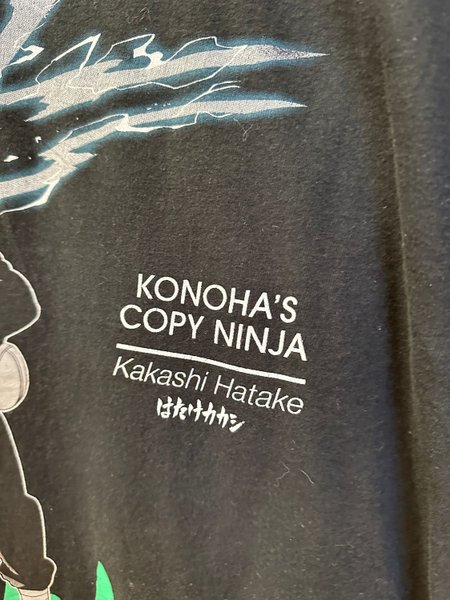 KONOHA'S
COPY NINJA
Kakashi Hatake
はたけカカシ